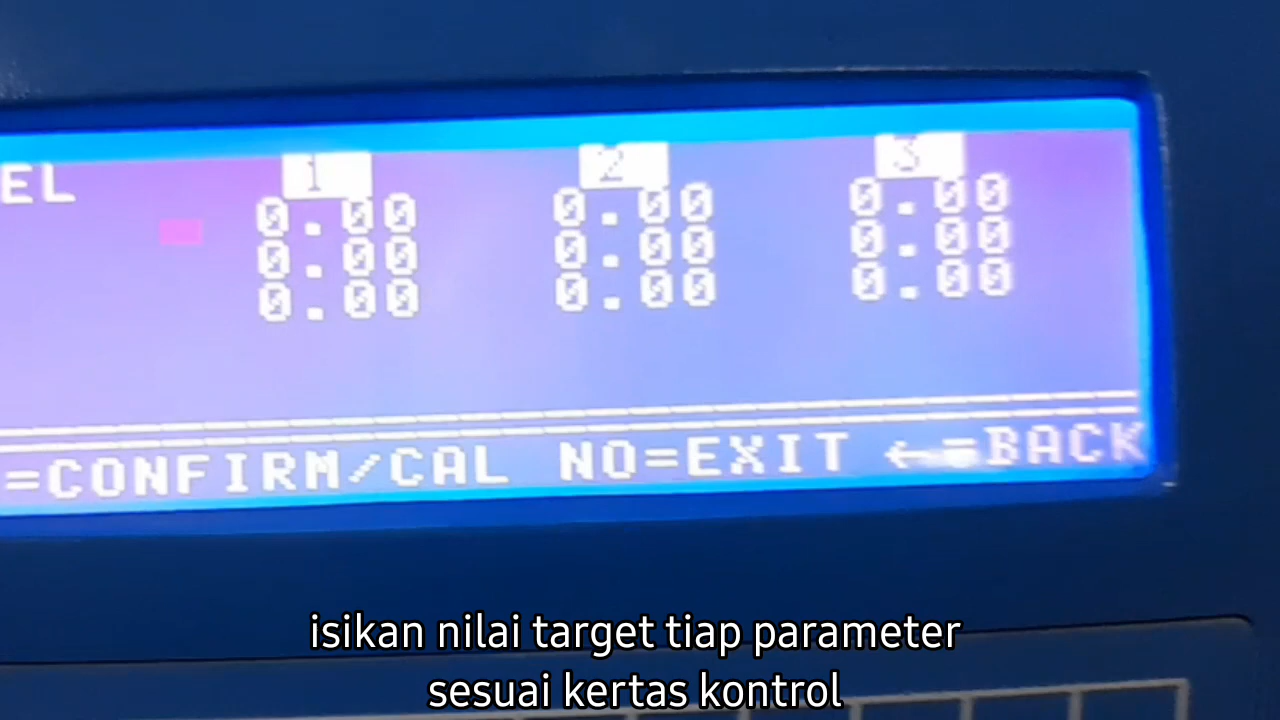 EL 1 2 3
0.00 0.00 0.00
0.00 0.00 0.00
0.00 0.00 0.00
=CONFIRM/CAL NO=EXIT ←=BACK
isikan nilai target tiap parameter
sesuai kertas kontrol